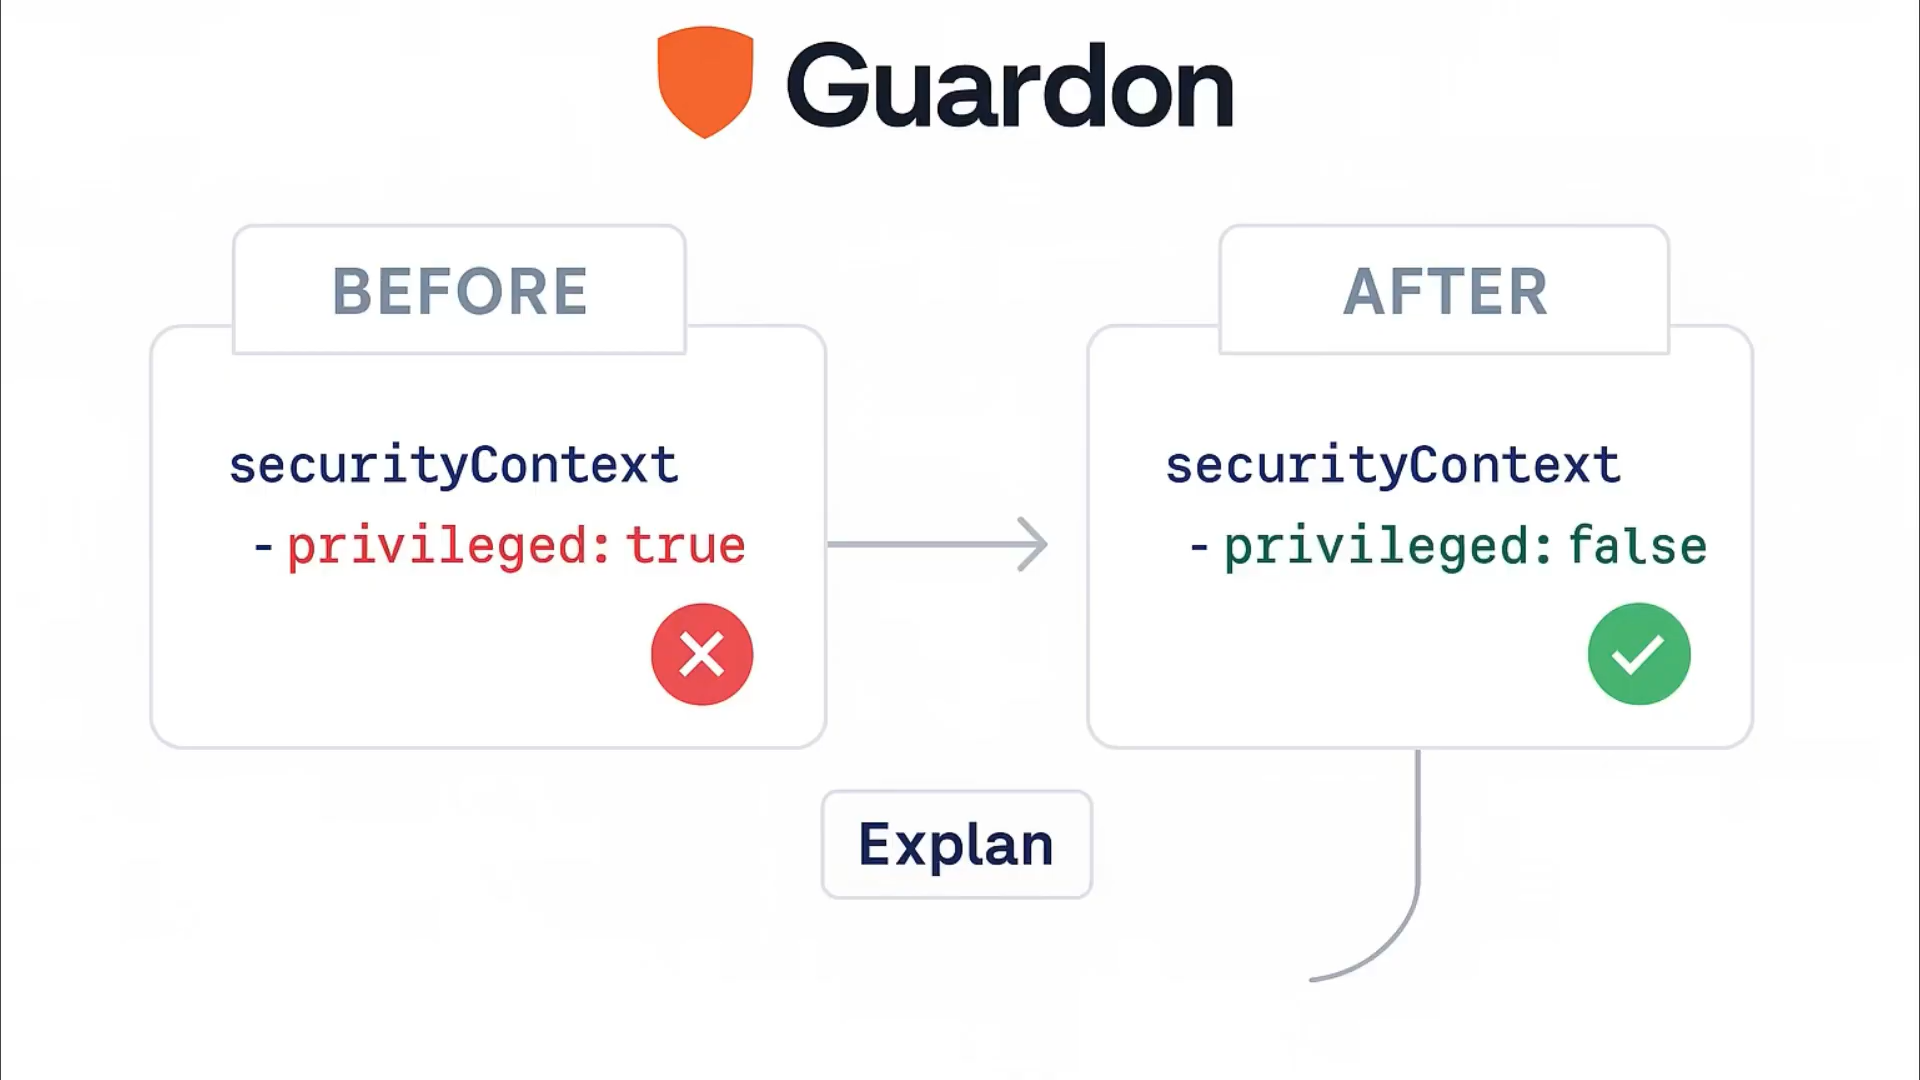 Guardon
BEFORE
securityContext
- privileged: true
AFTER
securityContext
- privileged: false
Explan